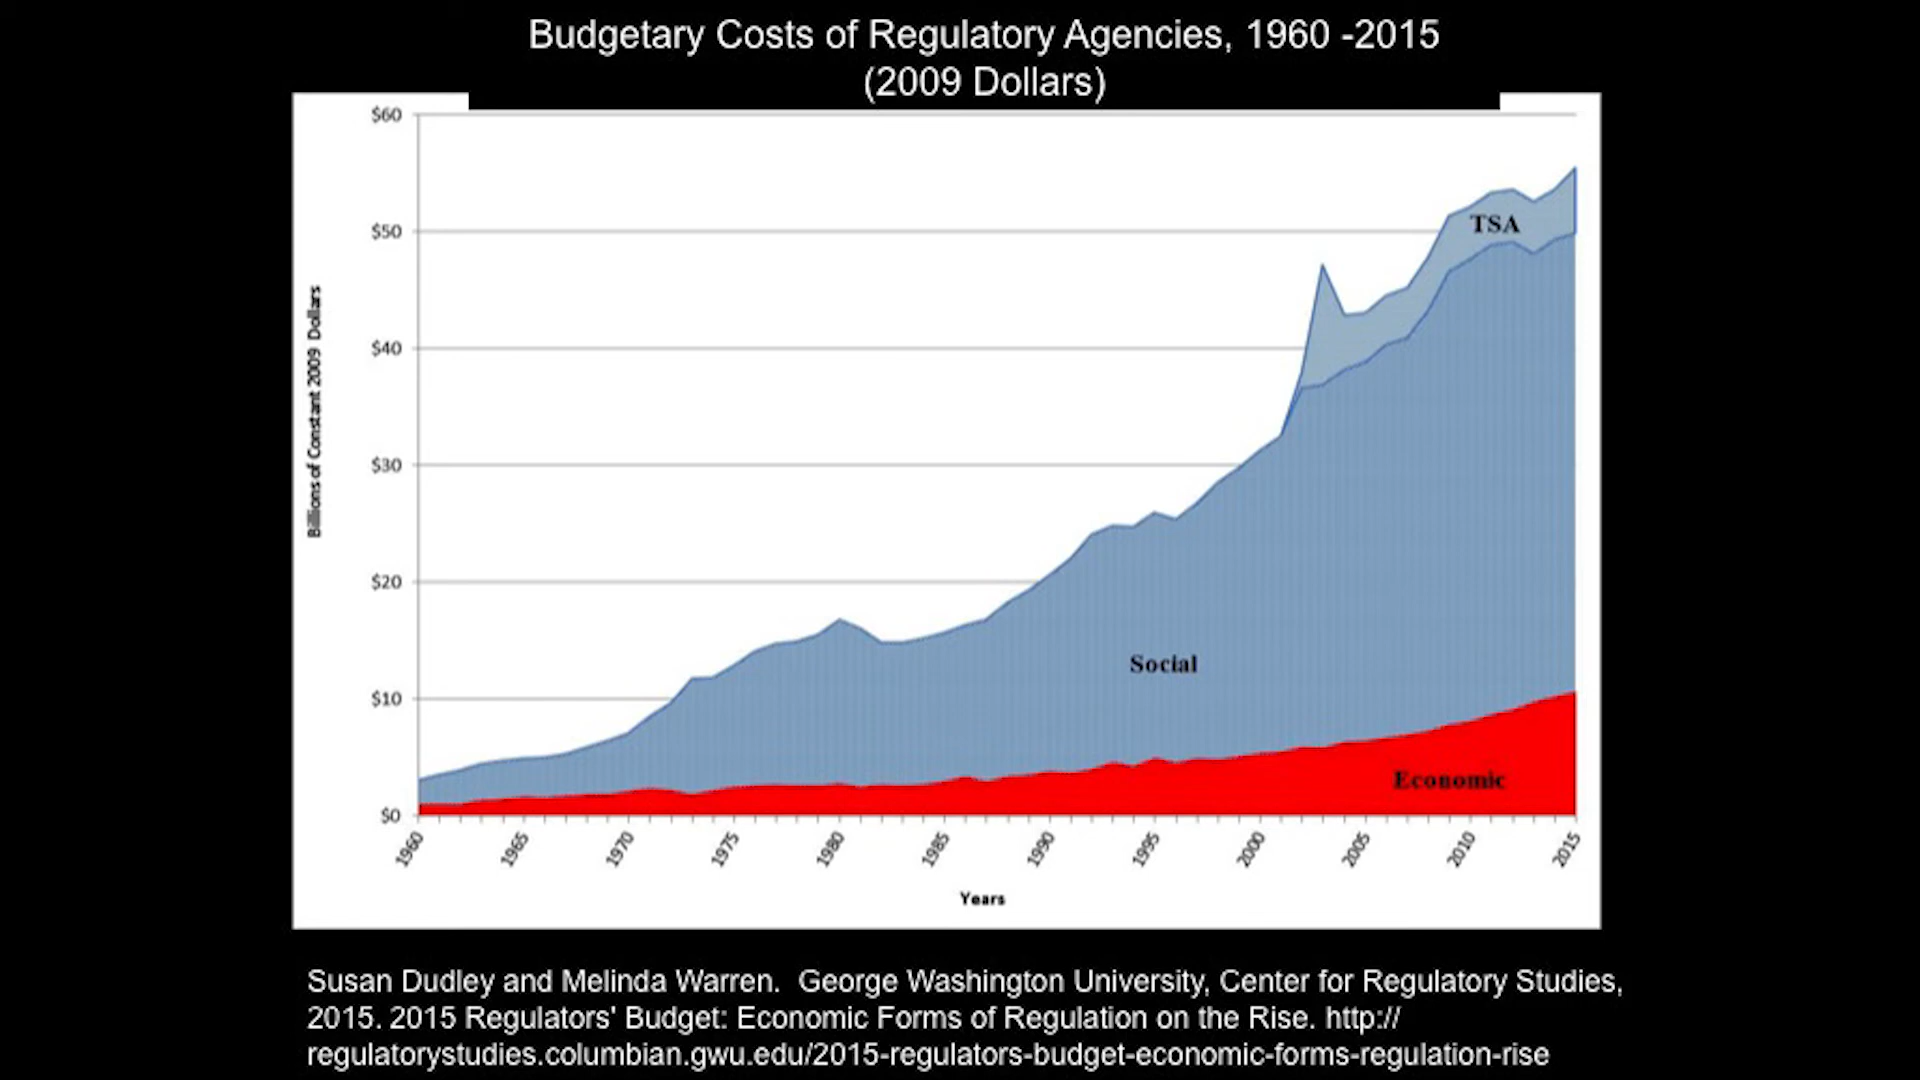 Budgetary Costs of Regulatory Agencies, 1960 -2015
(2009 Dollars)
$60
$50
$40
$30
$20
$10
$0
Billions of Constant 2009 Dollars
TSA
Social
Economic
1960
1965
1970
1975
1980
1985
1990
1995
2000
2005
2010
2015
Years
Susan Dudley and Melinda Warren. George Washington University, Center for Regulatory Studies,
2015. 2015 Regulators' Budget: Economic Forms of Regulation on the Rise. http://
regulatorystudies.columbian.gwu.edu/2015-regulators-budget-economic-forms-regulation-rise